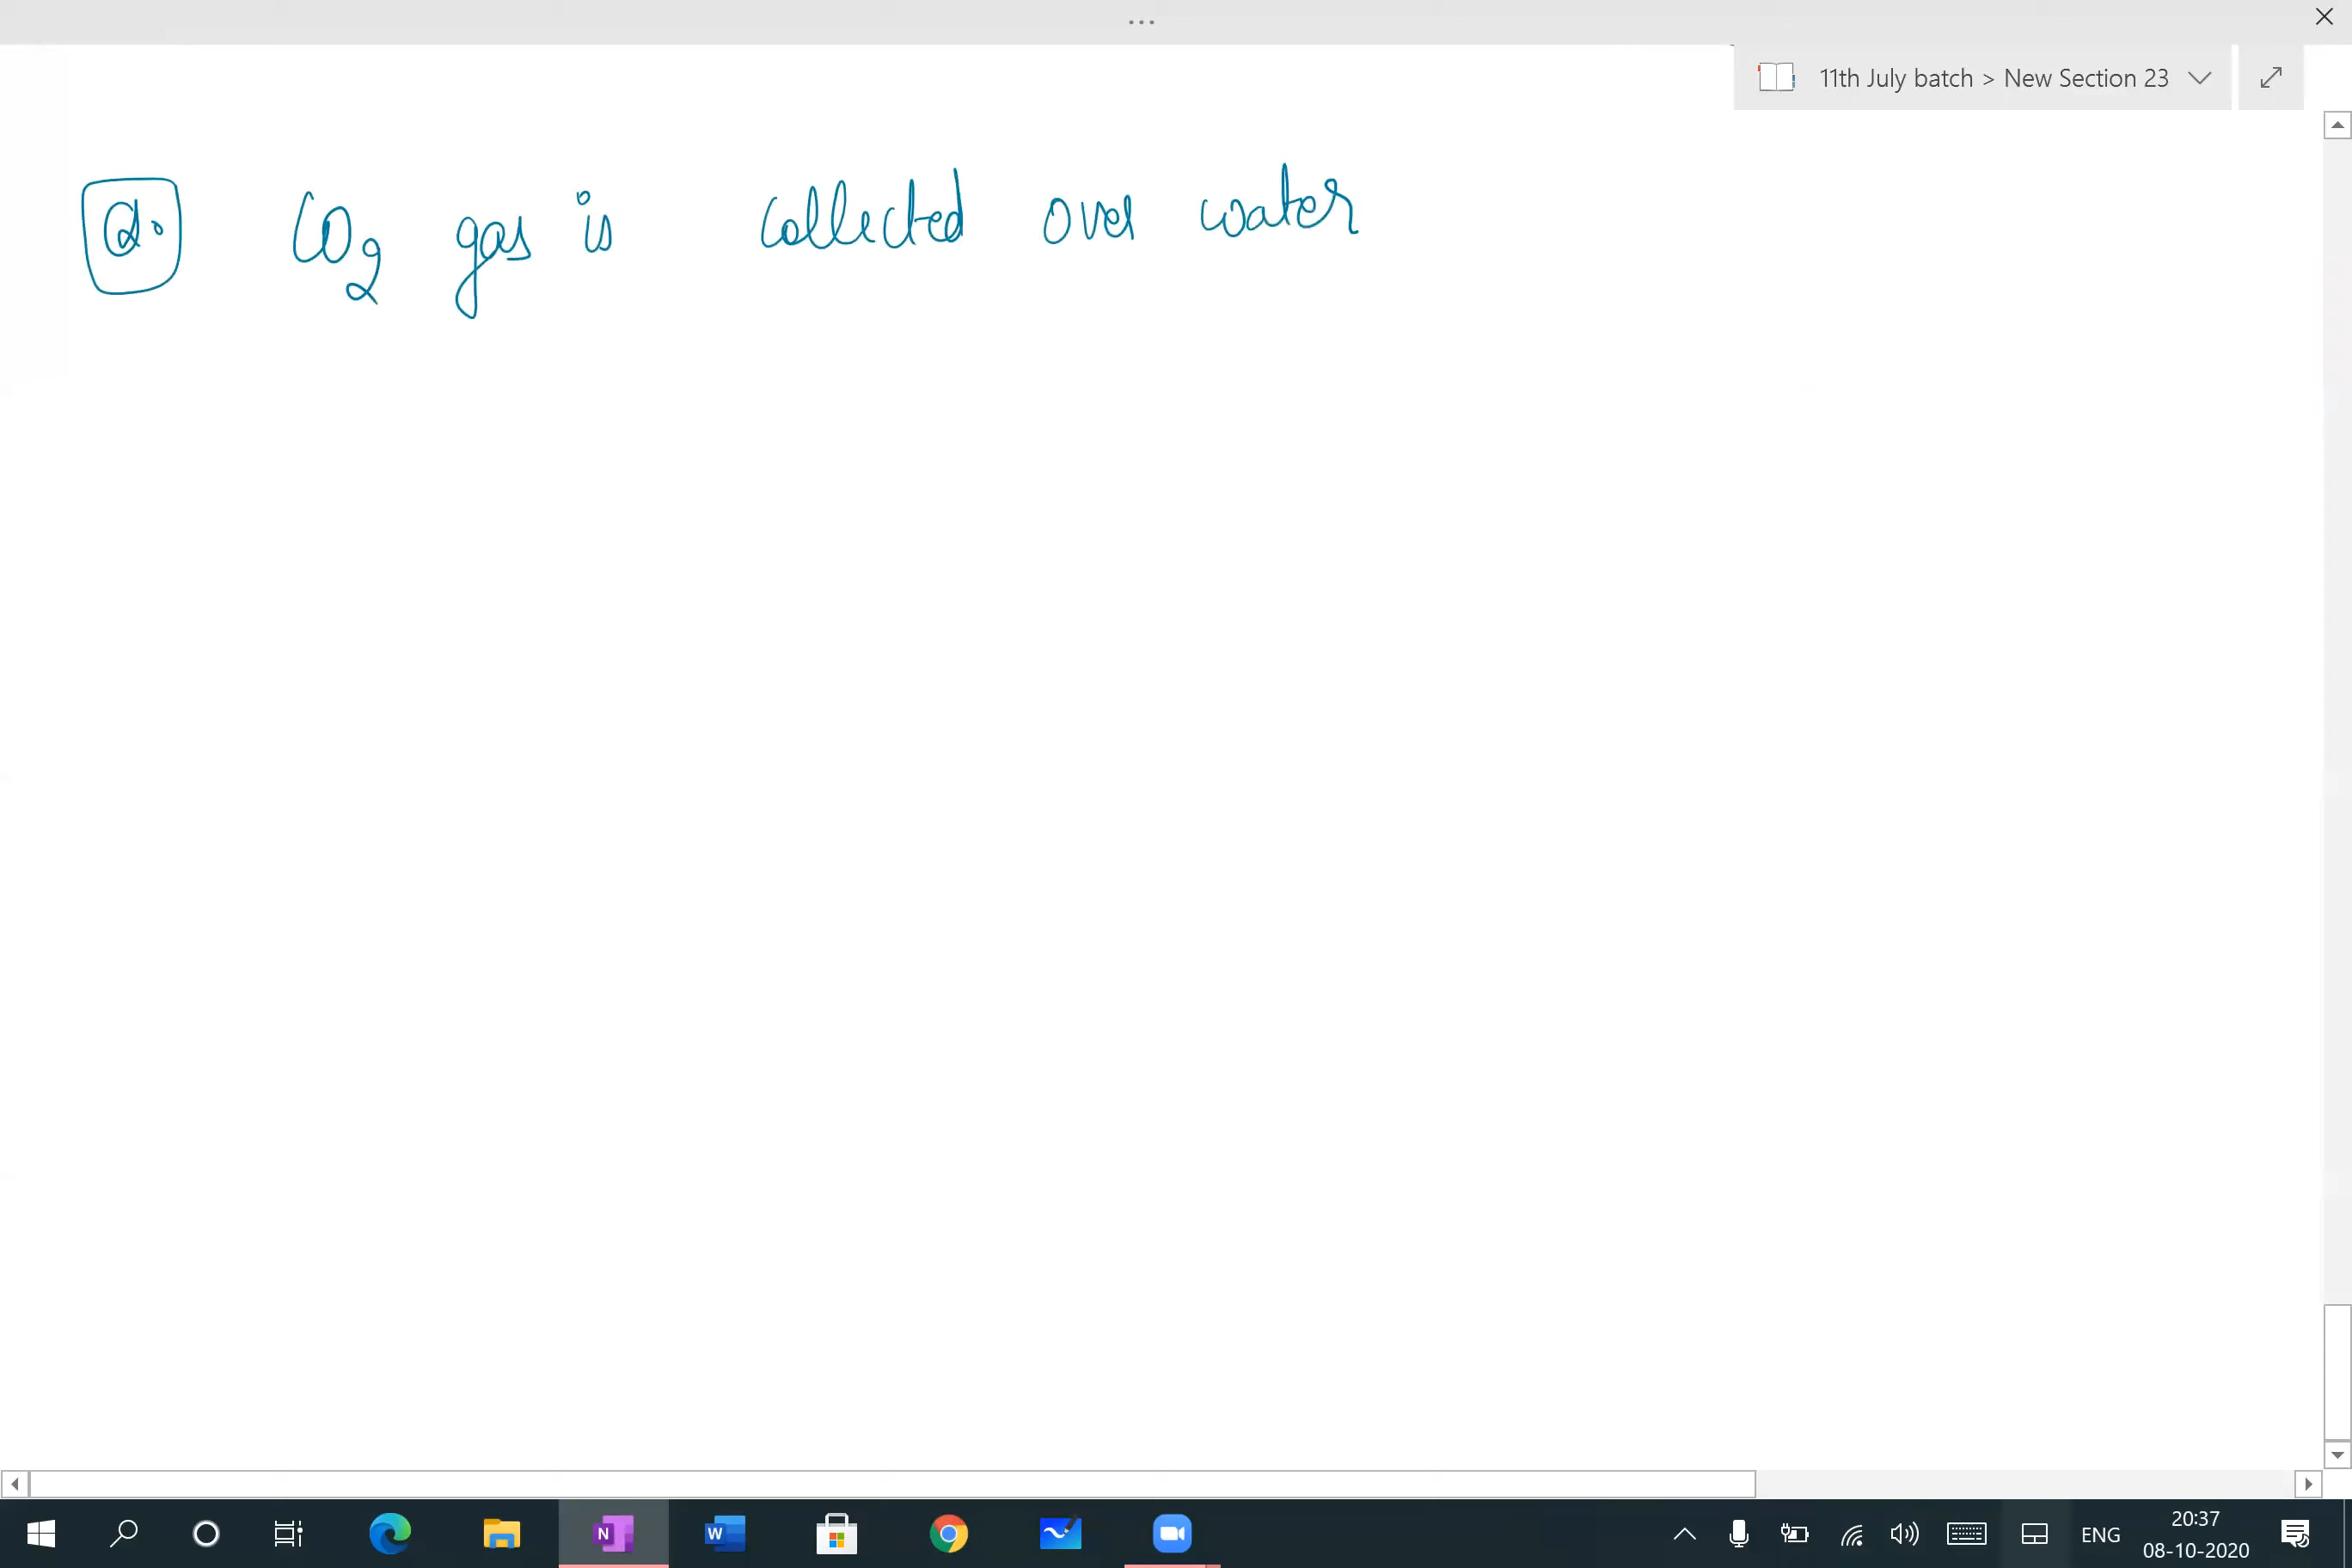 11th July batch > New Section 23
Q. CO2 gas is collected over water
ENG
20:37
08-10-2020